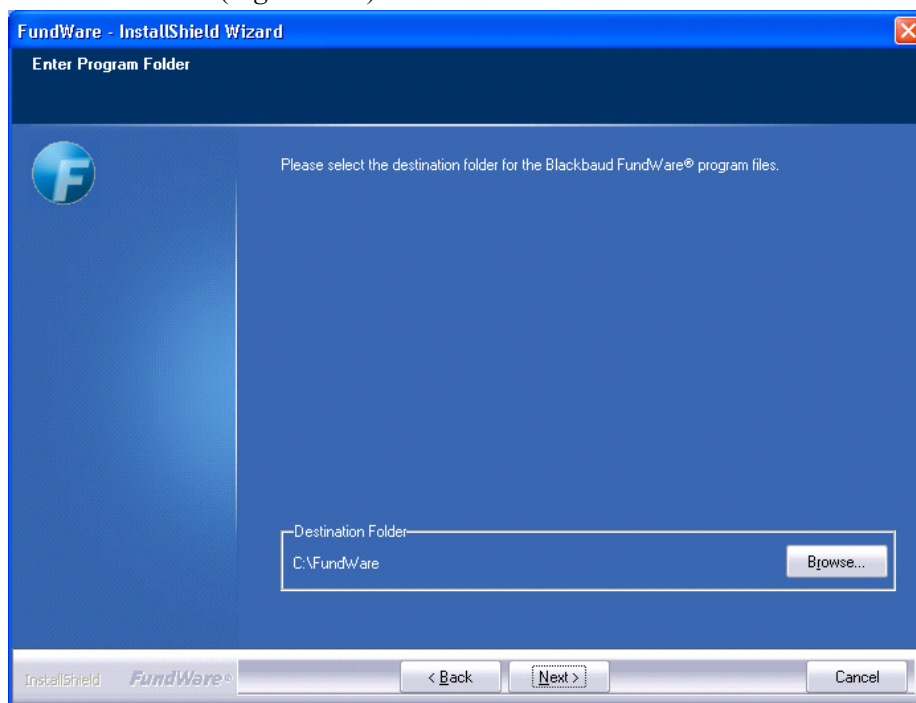 FundWare - InstallShield Wizard
Enter Program Folder
F
Please select the destination folder for the Blackbaud FundWare® program files.
Destination Folder
C:\FundWare
Browse...
InstallShield
FundWare®
< Back
Next >
Cancel